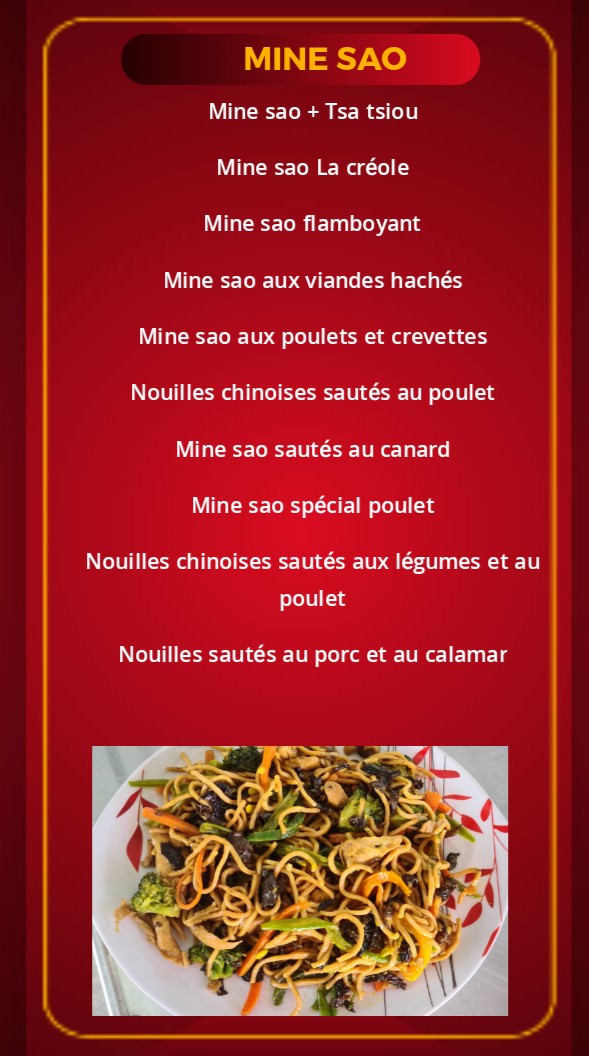 MINE SAO
Mine sao + Tsa tsiou
Mine sao La créole
Mine sao flamboyant
Mine sao aux viandes hachés
Mine sao aux poulets et crevettes
Nouilles chinoises sautés au poulet
Mine sao sautés au canard
Mine sao spécial poulet
Nouilles chinoises sautés aux légumes et au
poulet
Nouilles sautés au porc et au calamar